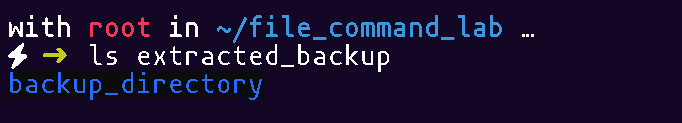 with root in ~/file_command_lab …
⚡ ➜ ls extracted_backup
backup_directory